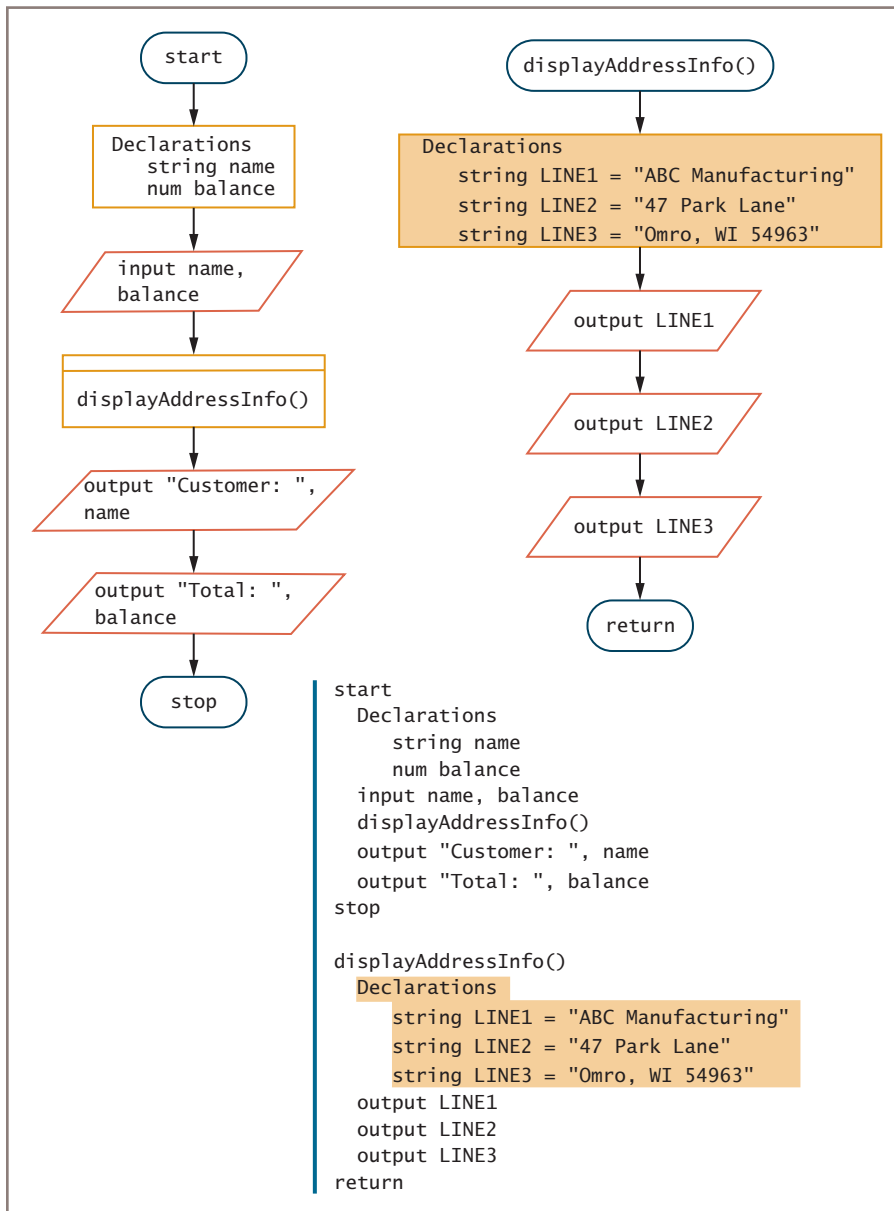 start
Declarations
string name
num balance
input name,
balance
displayAddressInfo()
output "Customer: ",
name
output "Total: ",
balance
stop
displayAddressInfo()
Declarations
string LINE1 = "ABC Manufacturing"
string LINE2 = "47 Park Lane"
string LINE3 = "Omro, WI 54963"
output LINE1
output LINE2
output LINE3
return
start
Declarations
string name
num balance
input name, balance
displayAddressInfo()
output "Customer: ", name
output "Total: ", balance
stop
displayAddressInfo()
Declarations
string LINE1 = "ABC Manufacturing"
string LINE2 = "47 Park Lane"
string LINE3 = "Omro, WI 54963"
output LINE1
output LINE2
output LINE3
return